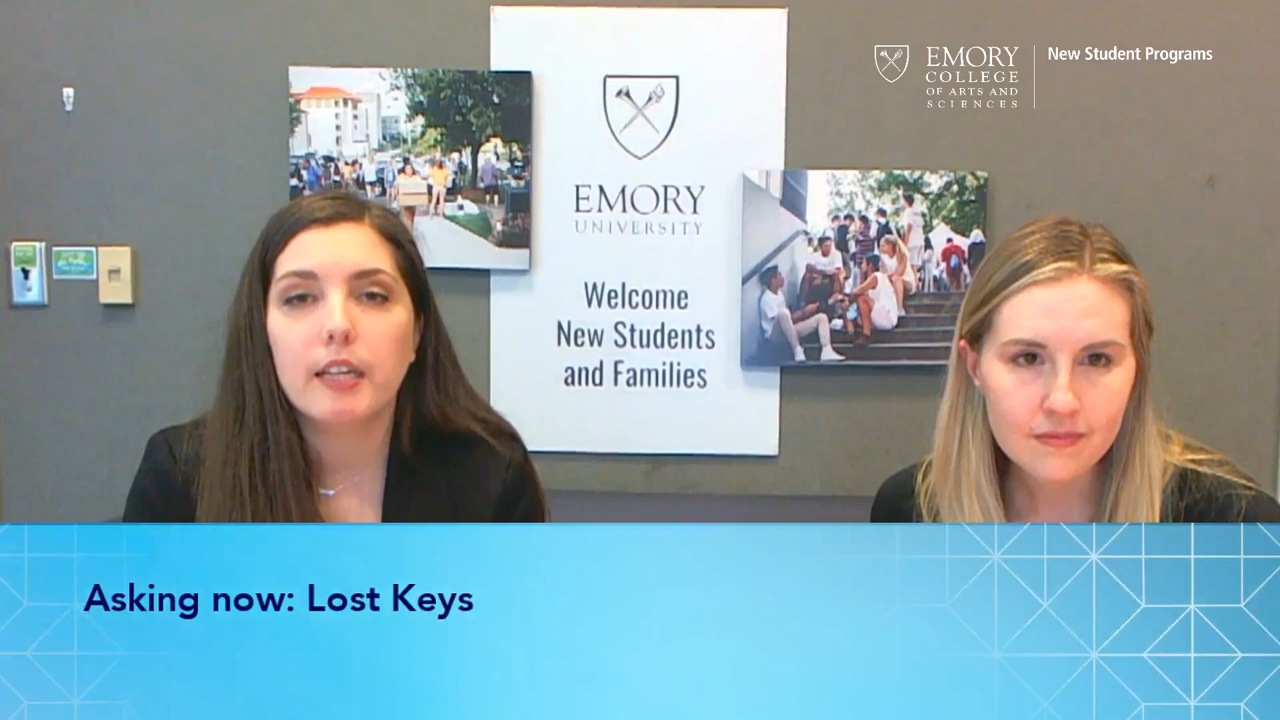 EMORY
COLLEGE
OF ARTS AND
SCIENCES
New Student Programs
EMORY
UNIVERSITY
Welcome
New Students
and Families
Asking now: Lost Keys